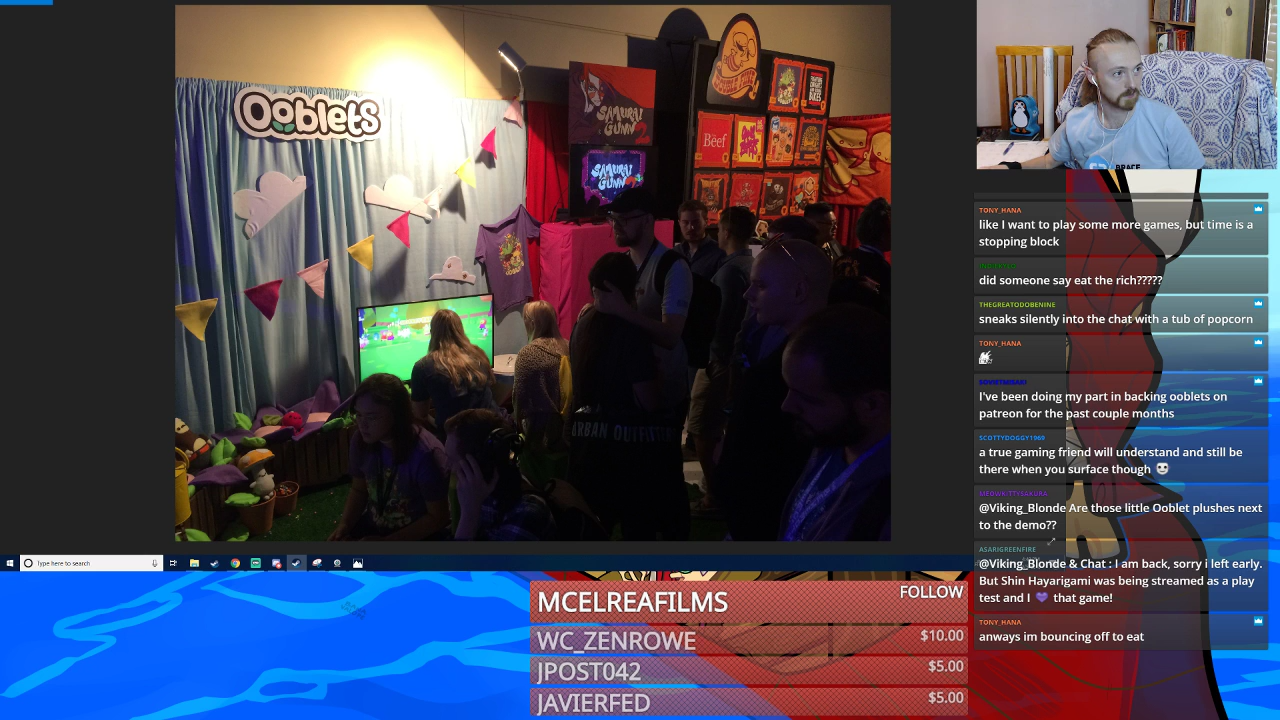 Ooblets
SAMURAI
GUNN 2
SAMURAI
GUNN
Beef
URBAN OUTFITT
Type here to search
TONY_HANA
like I want to play some more games, but time is a
stopping block
did someone say eat the rich?????
THEGREATODOBENINE
sneaks silently into the chat with a tub of popcorn
TONY_HANA
I've been doing my part in backing ooblets on
patreon for the past couple months
SCOTTYDOGGY1969
a true gaming friend will understand and still be
there when you surface though
MEOWKITTYSAKURA
@Viking_Blonde Are those little Ooblet plushes next
to the demo??
ASARIGREENFIRE
@Viking_Blonde & Chat : I am back, sorry i left early.
But Shin Hayarigami was being streamed as a play
test and I that game!
TONY_HANA
anways im bouncing off to eat
MCELREAFILMS FOLLOW
WC_ZENROWE $10.00
JPOST042 $5.00
JAVIERFED $5.00